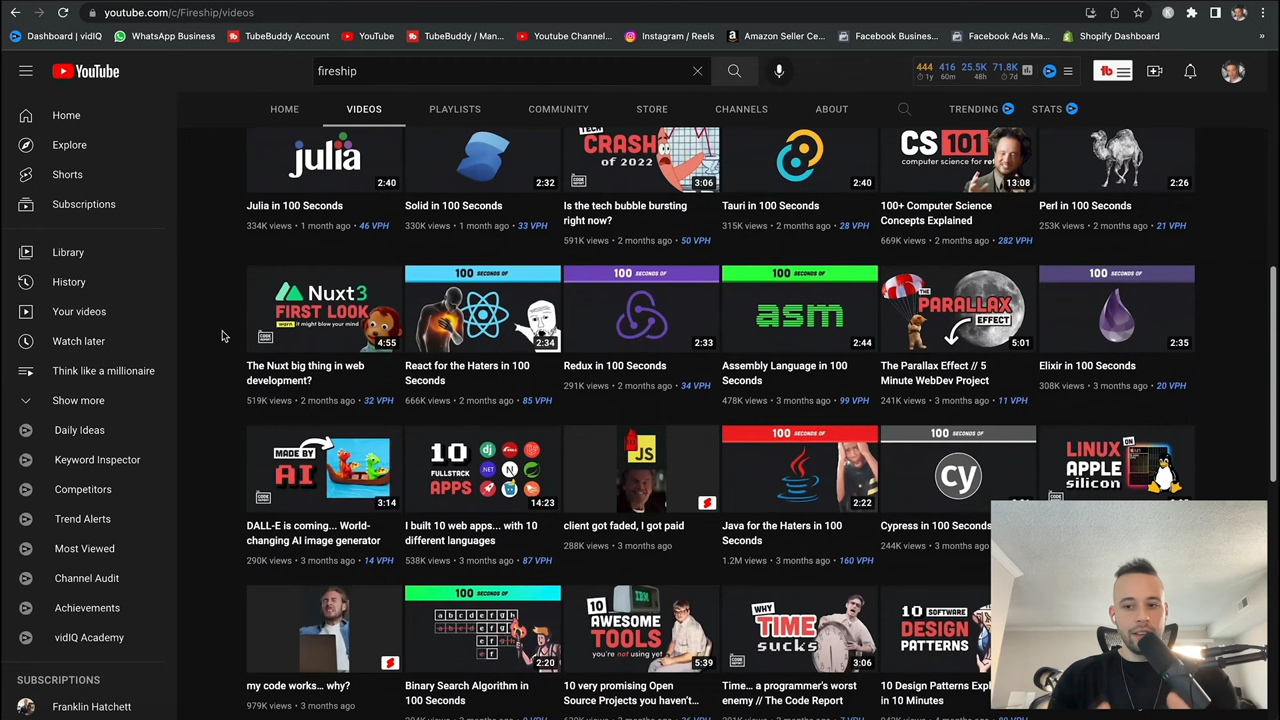 youtube.com/c/Fireship/videos
Dashboard | vidIQ
WhatsApp Business
TubeBuddy Account
YouTube
TubeBuddy / Man...
Youtube Channel...
Instagram / Reels
Amazon Seller Ce...
Facebook Busines...
Facebook Ads Ma...
Shopify Dashboard
»
YouTube
fireship
444 416 25.5K 71.8K
1y 60m 48h 7d
tb
HOME
VIDEOS
PLAYLISTS
COMMUNITY
STORE
CHANNELS
ABOUT
TRENDING
STATS
Home
Explore
Shorts
Subscriptions
Library
History
Your videos
Watch later
Think like a millionaire
Show more
Daily Ideas
Keyword Inspector
Competitors
Trend Alerts
Most Viewed
Channel Audit
Achievements
vidIQ Academy
SUBSCRIPTIONS
Franklin Hatchett
julia
2:40
Julia in 100 Seconds
334K views • 1 month ago • 46 VPH
2:32
Solid in 100 Seconds
330K views • 1 month ago • 33 VPH
TECH
CRASH
OF 2022
3:06
Is the tech bubble bursting
right now?
591K views • 2 months ago • 50 VPH
2:40
Tauri in 100 Seconds
315K views • 2 months ago • 28 VPH
CS 101
computer science for
13:08
100+ Computer Science
Concepts Explained
669K views • 2 months ago • 282 VPH
2:26
Perl in 100 Seconds
253K views • 2 months ago • 21 VPH
Nuxt3
FIRST LOOK
warn it might blow your mind
4:55
The Nuxt big thing in web
development?
519K views • 2 months ago • 32 VPH
100 SECONDS OF
2:34
React for the Haters in 100
Seconds
666K views • 2 months ago • 85 VPH
100 SECONDS OF
2:33
Redux in 100 Seconds
291K views • 2 months ago • 34 VPH
100 SECONDS OF
asm
2:44
Assembly Language in 100
Seconds
478K views • 3 months ago • 99 VPH
THE
PARALLAX
EFFECT
5:01
The Parallax Effect // 5
Minute WebDev Project
241K views • 3 months ago • 11 VPH
100 SECONDS OF
2:35
Elixir in 100 Seconds
308K views • 3 months ago • 20 VPH
MADE BY
AI
3:14
DALL-E is coming... World-
changing AI image generator
290K views • 3 months ago • 14 VPH
10
FULLSTACK
APPS
dj
.NET
N
14:23
I built 10 web apps... with 10
different languages
538K views • 3 months ago • 87 VPH
JS
client got faded, I got paid
288K views • 3 months ago
100 SECONDS OF
2:22
Java for the Haters in 100
Seconds
1.2M views • 3 months ago • 160 VPH
100 SECONDS OF
cy
Cypress in 100 Seconds
244K views • 3 months ago
LINUX ON
APPLE
silicon
my code works... why?
979K views • 3 months ago
100 SECONDS OF
a b c d e f g h
2:20
Binary Search Algorithm in
100 Seconds
10
AWESOME
TOOLS
you're not using yet
IBM
5:39
10 very promising Open
Source Projects you haven't...
WHY
TIME
sucks
3:06
Time... a programmer's worst
enemy // The Code Report
10 SOFTWARE
DESIGN
PATTERNS
10 Design Patterns Expl
in 10 Minutes